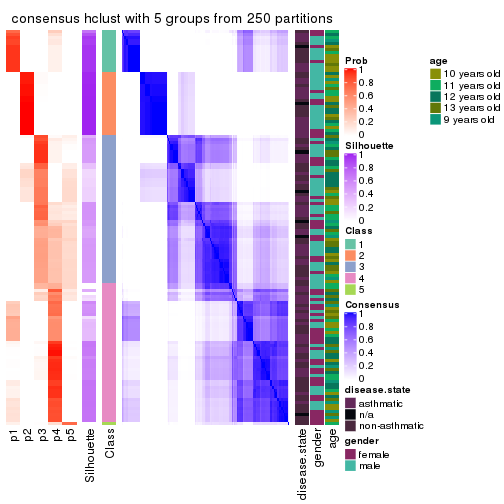 consensus hclust with 5 groups from 250 partitions
Prob
0.8
0.6
0.4
0.2
0
Silhouette
1
0.8
0.6
0.4
0.2
0
Class
1
2
3
4
5
Consensus
1
0.8
0.6
0.4
0.2
0
disease.state
asthmatic
n/a
non-asthmatic
gender
female
male
age
10 years old
11 years old
12 years old
13 years old
9 years old
p1
p2
p3
p4
p5
Silhouette
Class
disease.state
gender
age